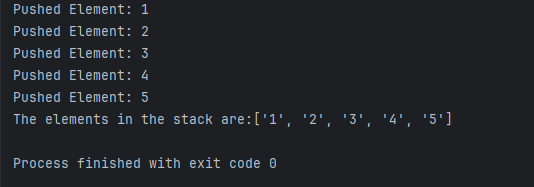 Pushed Element: 1
Pushed Element: 2
Pushed Element: 3
Pushed Element: 4
Pushed Element: 5
The elements in the stack are:['1', '2', '3', '4', '5']
Process finished with exit code 0